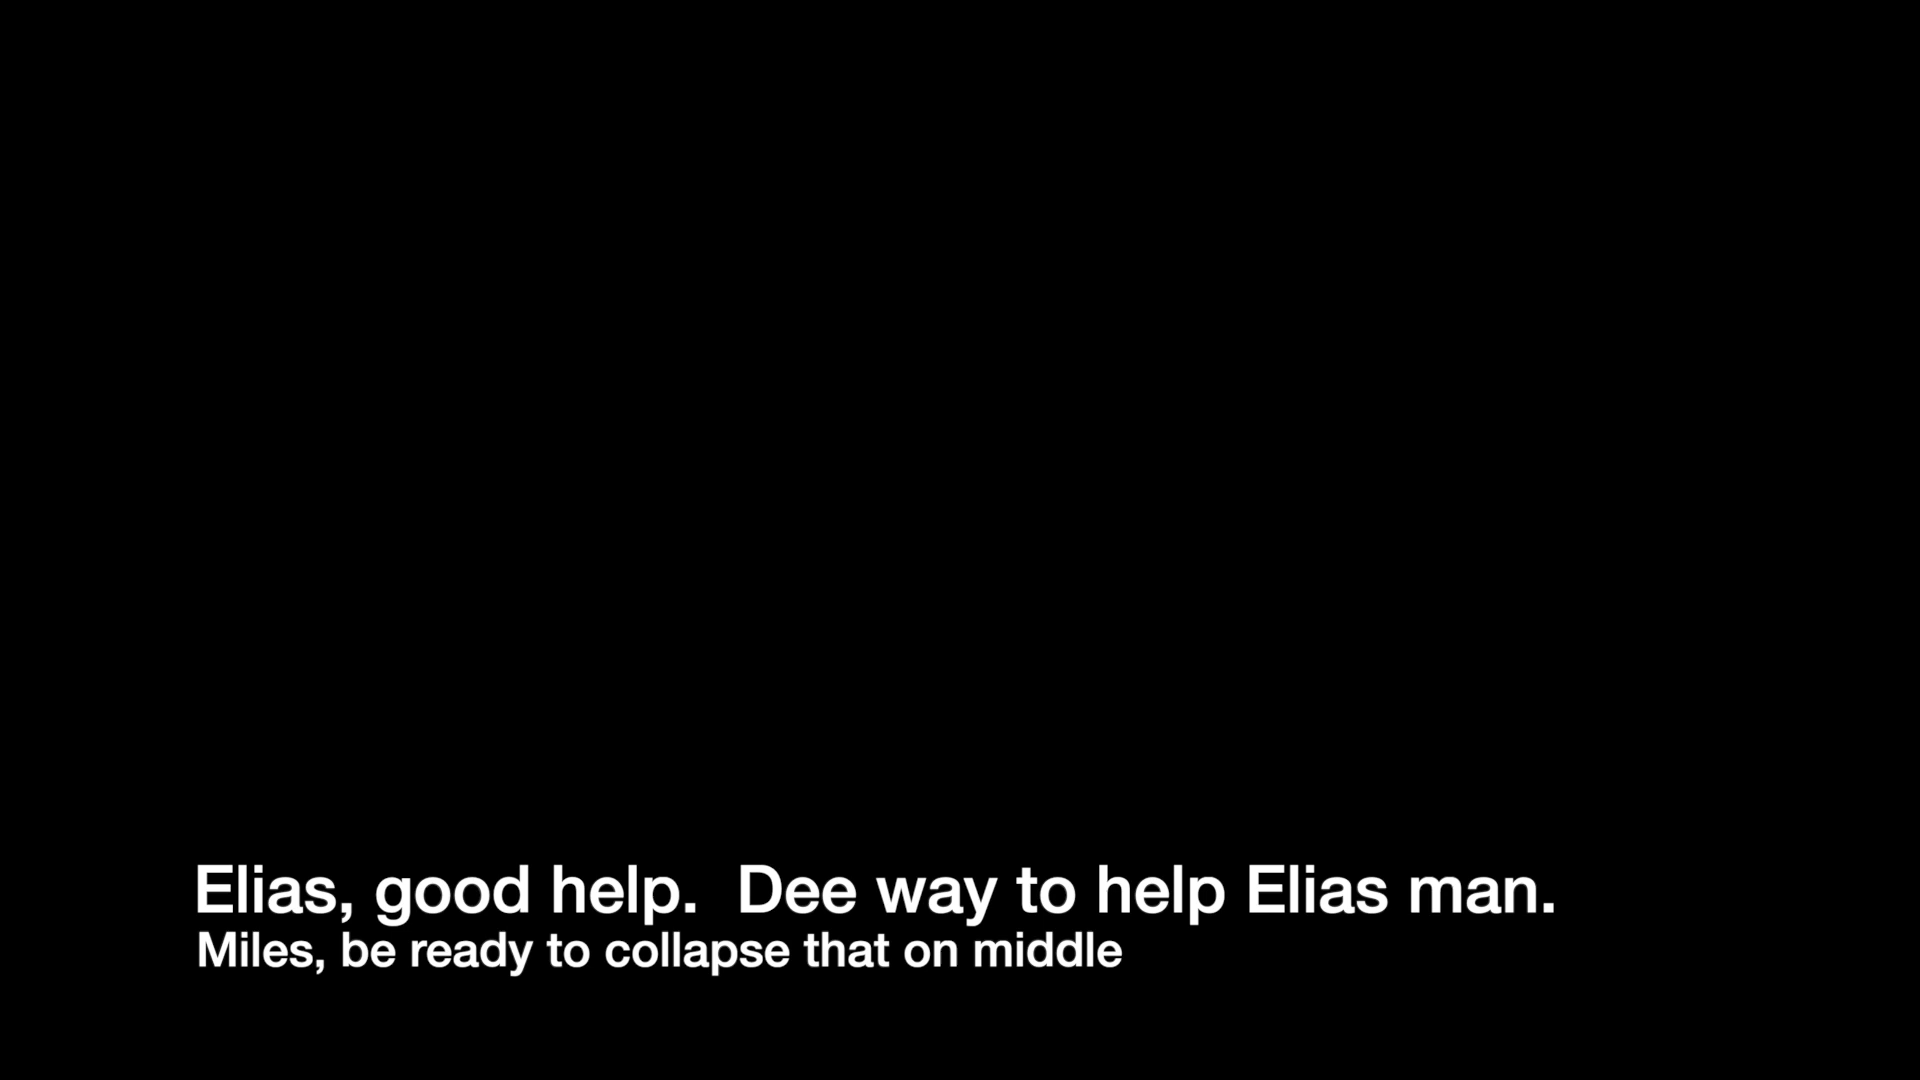 Elias, good help.  Dee way to help Elias man.
Miles, be ready to collapse that on middle